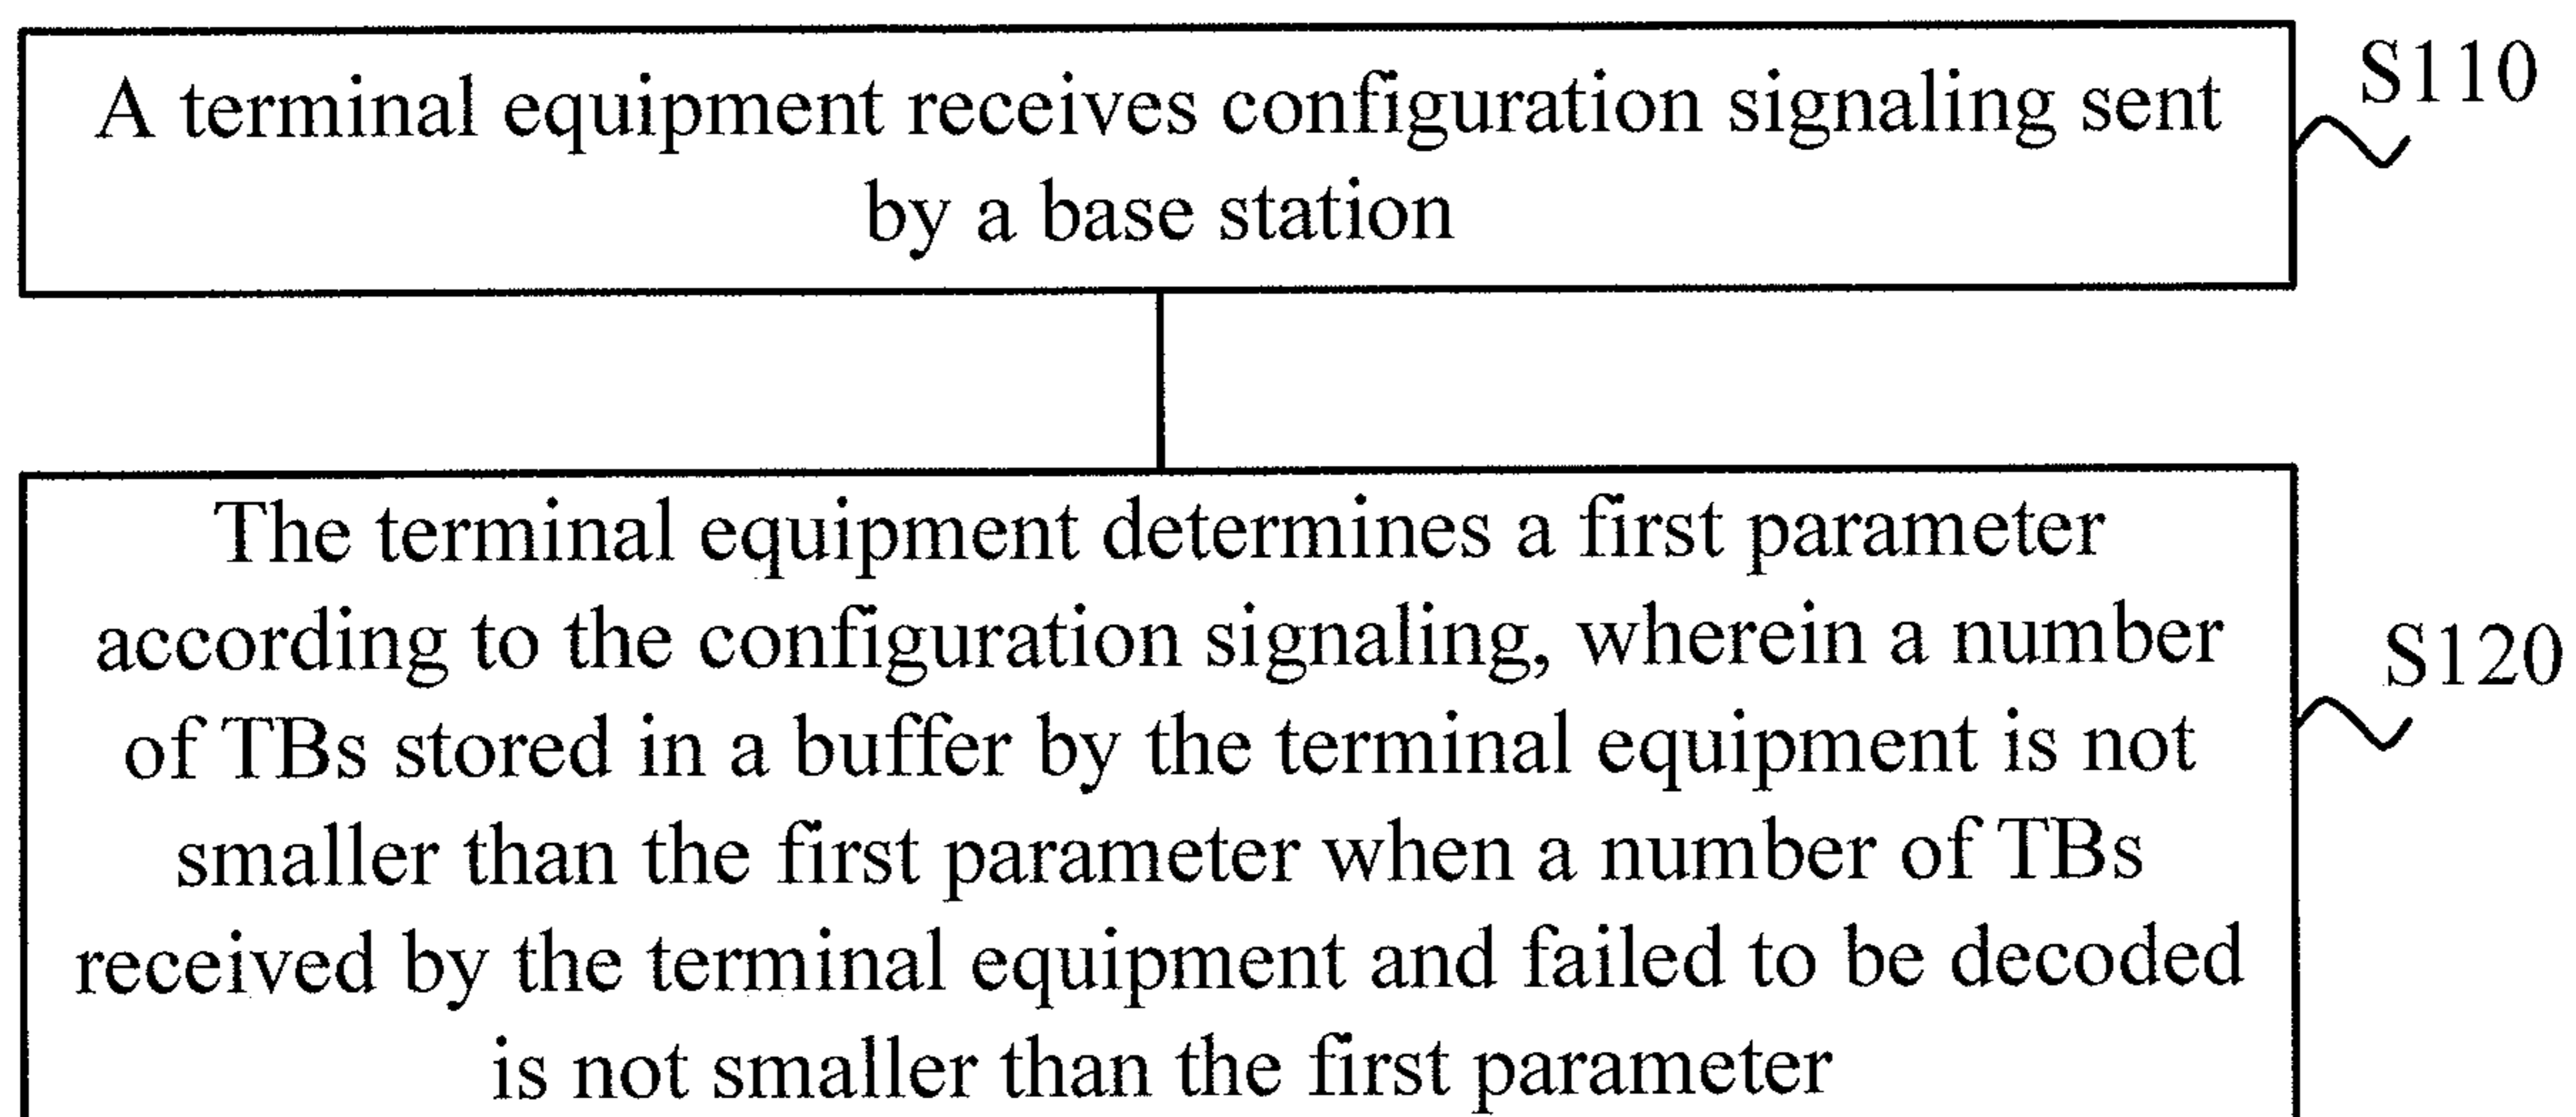 A terminal equipment receives configuration signaling sent
by a base station
S110
The terminal equipment determines a first parameter
according to the configuration signaling, wherein a number
of TBs stored in a buffer by the terminal equipment is not
smaller than the first parameter when a number of TBs
received by the terminal equipment and failed to be decoded
is not smaller than the first parameter
S120